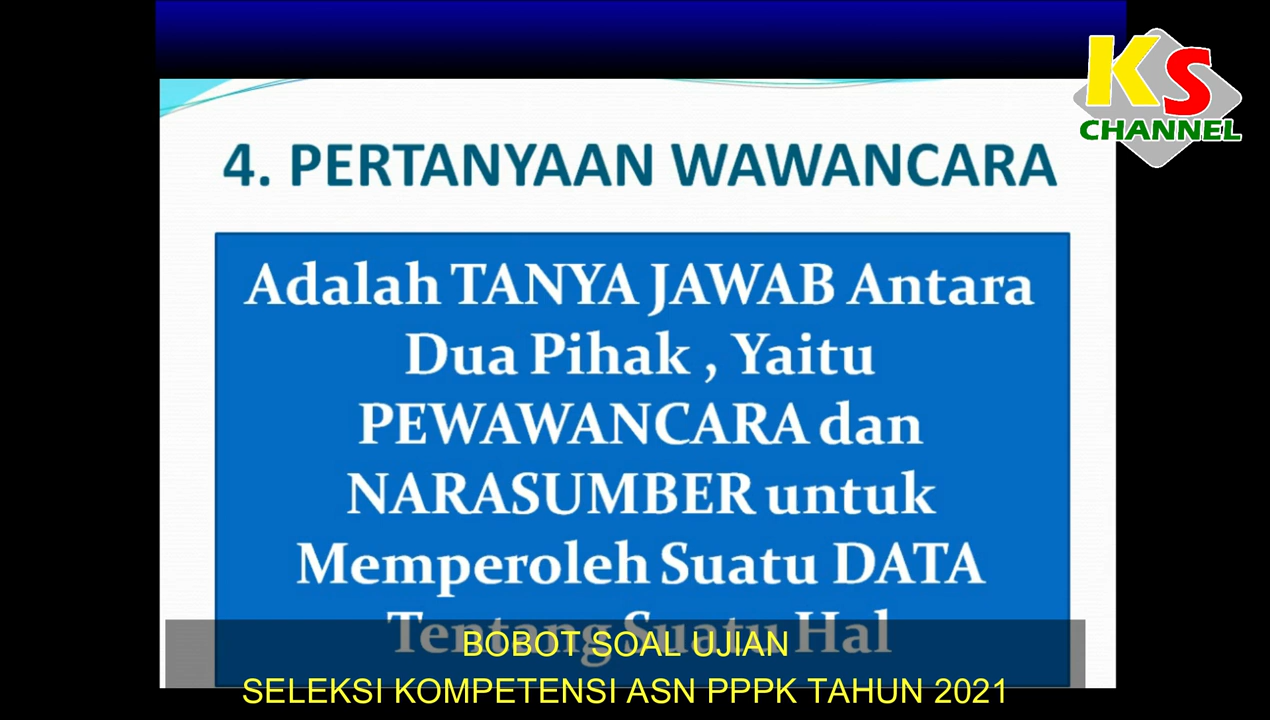 KS
CHANNEL
4. PERTANYAAN WAWANCARA
Adalah TANYA JAWAB Antara
Dua Pihak , Yaitu
PEWAWANCARA dan
NARASUMBER untuk
Memperoleh Suatu DATA
Tentang Suatu Hal
BOBOT SOAL UJIAN
SELEKSI KOMPETENSI ASN PPPK TAHUN 2021